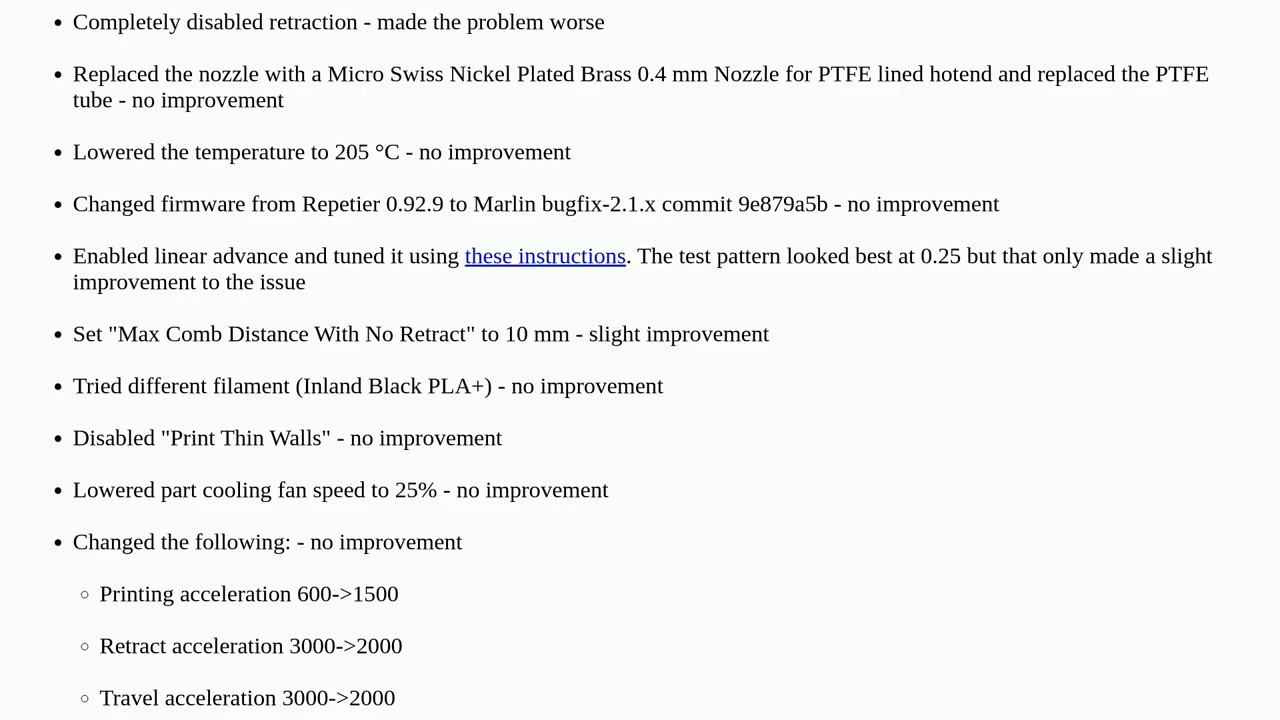 Completely disabled retraction - made the problem worse
Replaced the nozzle with a Micro Swiss Nickel Plated Brass 0.4 mm Nozzle for PTFE lined hotend and replaced the PTFE
tube - no improvement
Lowered the temperature to 205 °C - no improvement
Changed firmware from Repetier 0.92.9 to Marlin bugfix-2.1.x commit 9e879a5b - no improvement
Enabled linear advance and tuned it using these instructions. The test pattern looked best at 0.25 but that only made a slight
improvement to the issue
Set "Max Comb Distance With No Retract" to 10 mm - slight improvement
Tried different filament (Inland Black PLA+) - no improvement
Disabled "Print Thin Walls" - no improvement
Lowered part cooling fan speed to 25% - no improvement
Changed the following: - no improvement
Printing acceleration 600->1500
Retract acceleration 3000->2000
Travel acceleration 3000->2000